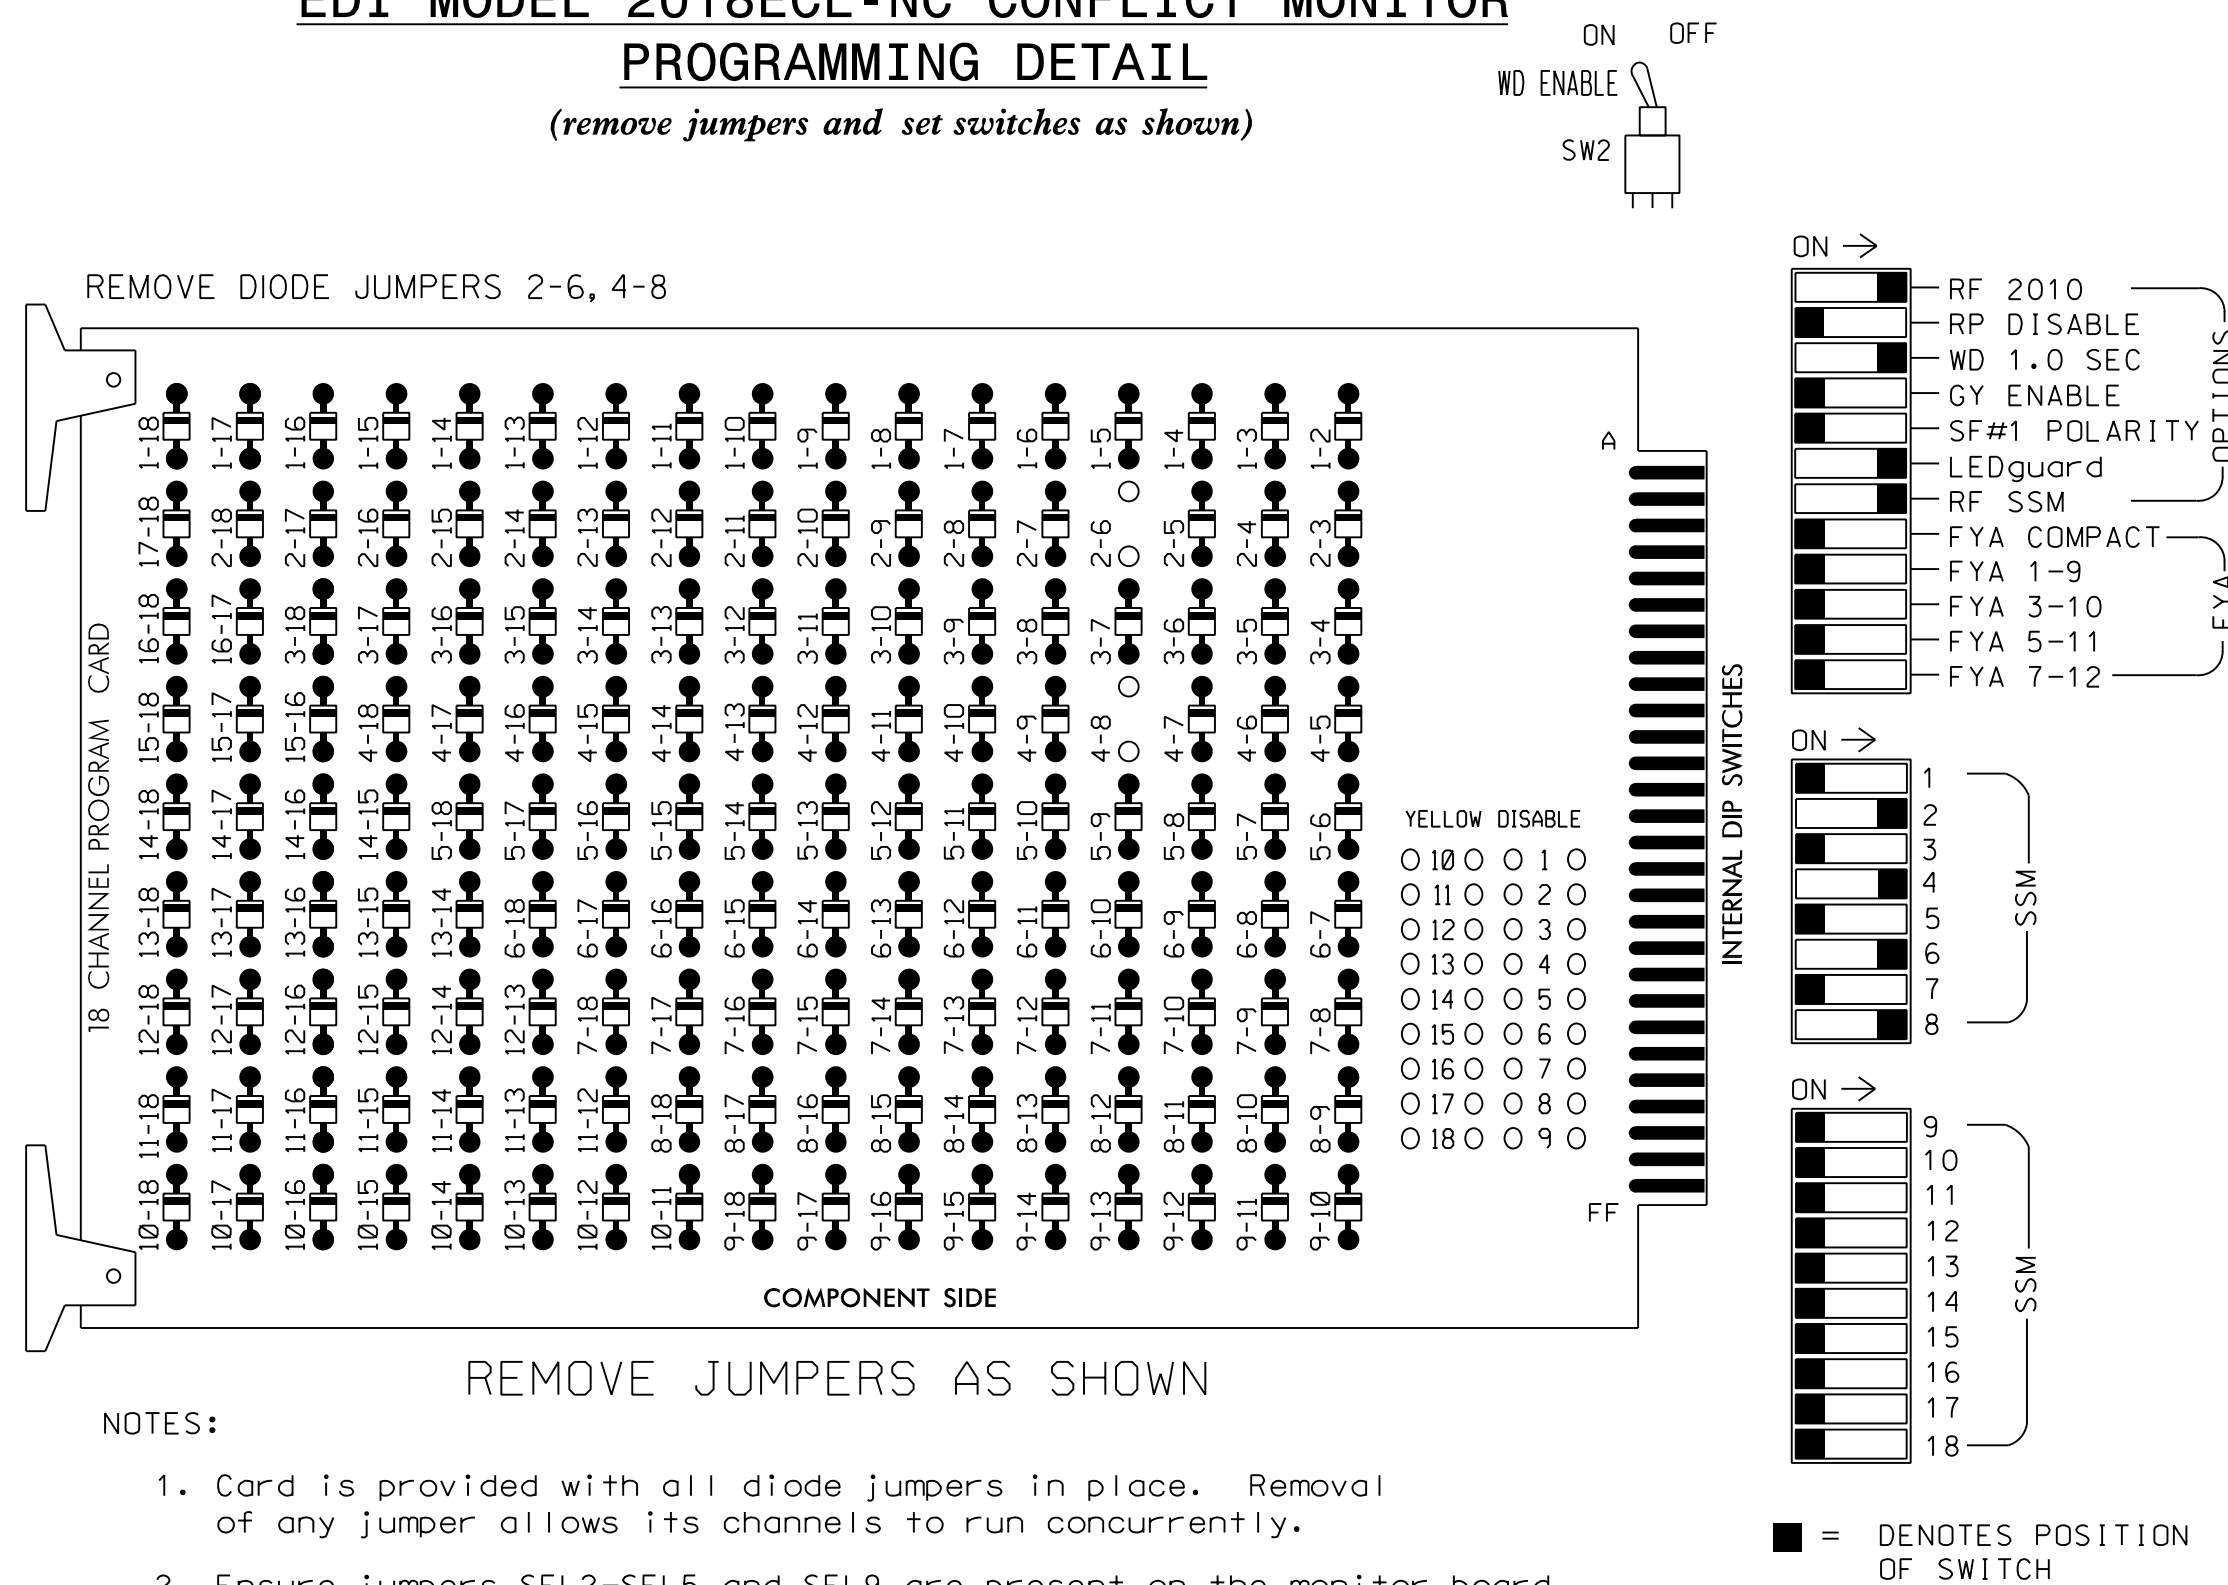 EDI MODEL 2018ECL-NC CONFLICT MONITOR
PROGRAMMING DETAIL
(remove jumpers and set switches as shown)
ON OFF
WD ENABLE
SW2
REMOVE DIODE JUMPERS 2-6, 4-8
18 CHANNEL PROGRAM CARD
1-18 1-17 1-16 1-15 1-14 1-13 1-12 1-11 1-10 1-9 1-8 1-7 1-6 1-5 1-4 1-3 1-2
17-18 2-18 2-17 2-16 2-15 2-14 2-13 2-12 2-11 2-10 2-9 2-8 2-7 2-6 2-5 2-4 2-3
16-18 16-17 3-18 3-17 3-16 3-15 3-14 3-13 3-12 3-11 3-10 3-9 3-8 3-7 3-6 3-5 3-4
15-18 15-17 15-16 4-18 4-17 4-16 4-15 4-14 4-13 4-12 4-11 4-10 4-9 4-8 4-7 4-6 4-5
14-18 14-17 14-16 14-15 5-18 5-17 5-16 5-15 5-14 5-13 5-12 5-11 5-10 5-9 5-8 5-7 5-6
13-18 13-17 13-16 13-15 13-14 6-18 6-17 6-16 6-15 6-14 6-13 6-12 6-11 6-10 6-9 6-8 6-7
12-18 12-17 12-16 12-15 12-14 12-13 7-18 7-17 7-16 7-15 7-14 7-13 7-12 7-11 7-10 7-9 7-8
11-18 11-17 11-16 11-15 11-14 11-13 11-12 8-18 8-17 8-16 8-15 8-14 8-13 8-12 8-11 8-10 8-9
10-18 10-17 10-16 10-15 10-14 10-13 10-12 10-11 9-18 9-17 9-16 9-15 9-14 9-13 9-12 9-11 9-10
A
YELLOW DISABLE
10 1
11 2
12 3
13 4
14 5
15 6
16 7
17 8
18 9
FF
COMPONENT SIDE
INTERNAL DIP SWITCHES
ON
RF 2010
RP DISABLE
WD 1.0 SEC
GY ENABLE
SF#1 POLARITY
LEDguard
RF SSM
OPTIONS
FYA COMPACT
FYA 1-9
FYA 3-10
FYA 5-11
FYA 7-12
FYA
ON
1
2
3
4
5
6
7
8
SSM
ON
9
10
11
12
13
14
15
16
17
18
SSM
= DENOTES POSITION
OF SWITCH
REMOVE JUMPERS AS SHOWN
NOTES:
1. Card is provided with all diode jumpers in place. Removal
of any jumper allows its channels to run concurrently.
2. Ensure jumpers SEL2-SEL5 and SEL9 are present on the monitor board.